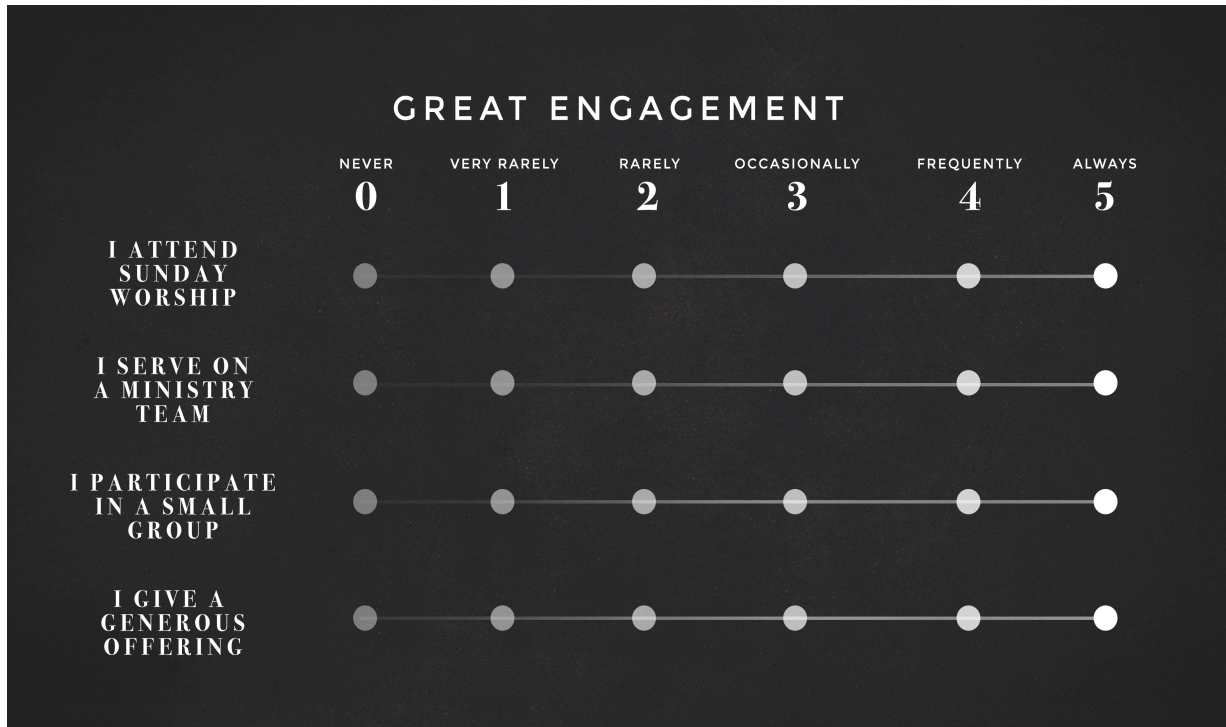 GREAT ENGAGEMENT
NEVER VERY RARELY RARELY OCCASIONALLY FREQUENTLY ALWAYS
0 1 2 3 4 5
I ATTEND
SUNDAY
WORSHIP
I SERVE ON
A MINISTRY
TEAM
I PARTICIPATE
IN A SMALL
GROUP
I GIVE A
GENEROUS
OFFERING